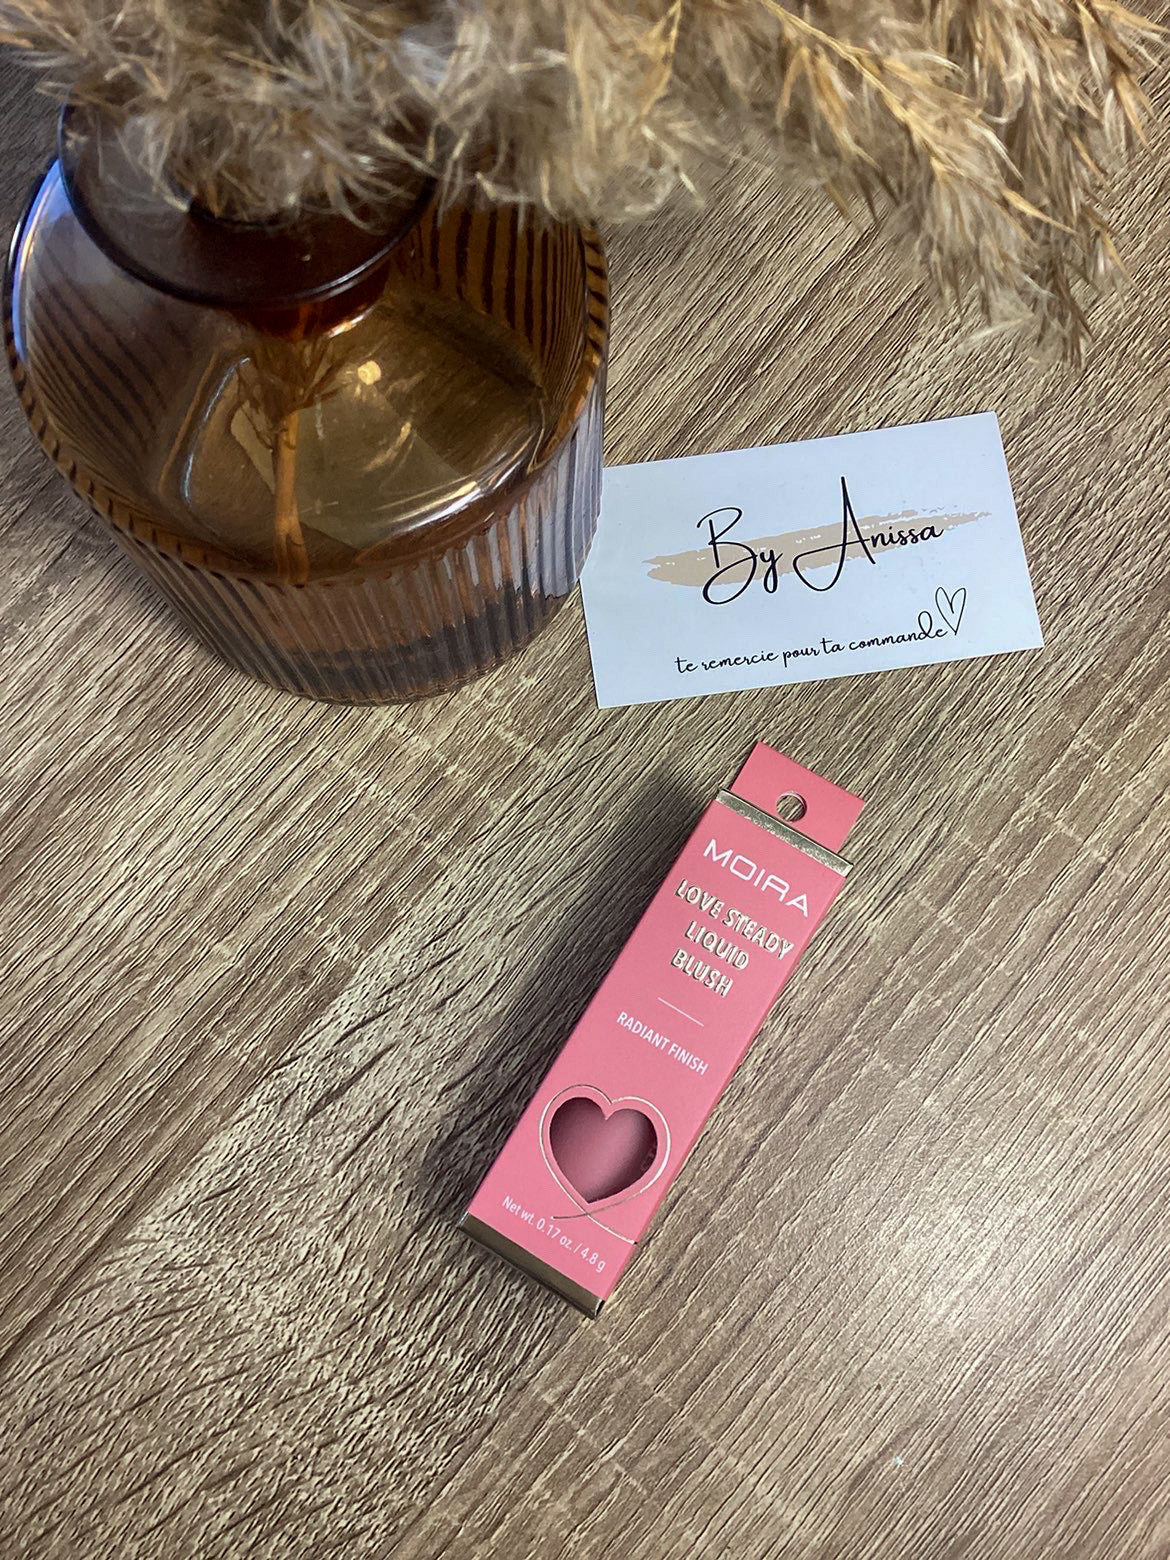 By Anissa
te remercie pour ta commande
MOIRA
LOVE STEADY
LIQUID
BLUSH
RADIANT FINISH
Net wt. 0.17 oz. / 4.8 g